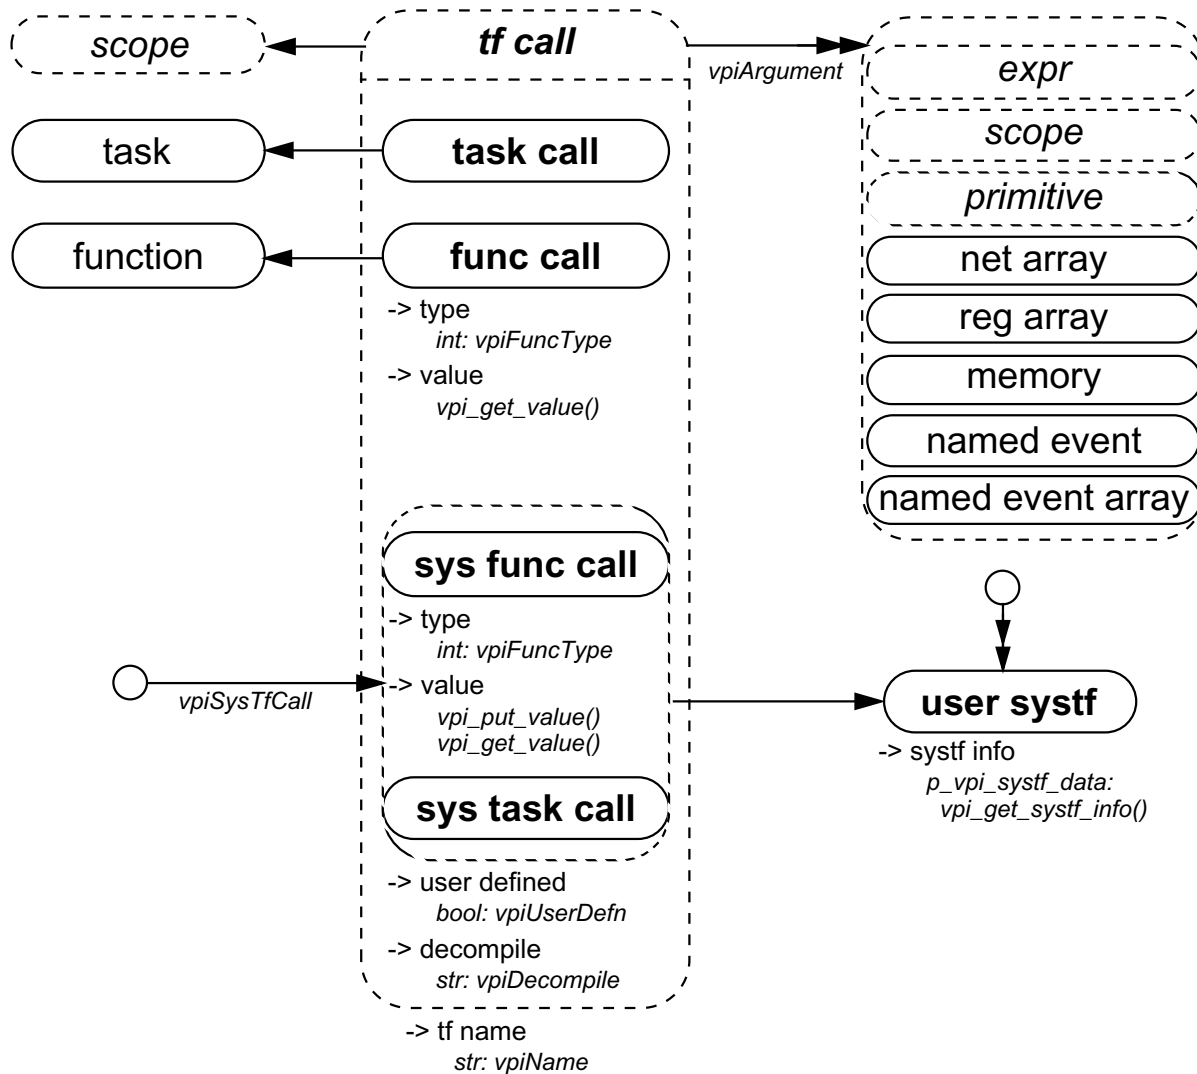 scope
tf call
vpiArgument
expr
scope
primitive
net array
reg array
memory
named event
named event array
task
task call
function
func call
-> type
int: vpiFuncType
-> value
vpi_get_value()
sys func call
-> type
int: vpiFuncType
-> value
vpi_put_value()
vpi_get_value()
vpiSysTfCall
sys task call
-> user defined
bool: vpiUserDefn
-> decompile
str: vpiDecompile
-> tf name
str: vpiName
user systf
-> systf info
p_vpi_systf_data:
vpi_get_systf_info()